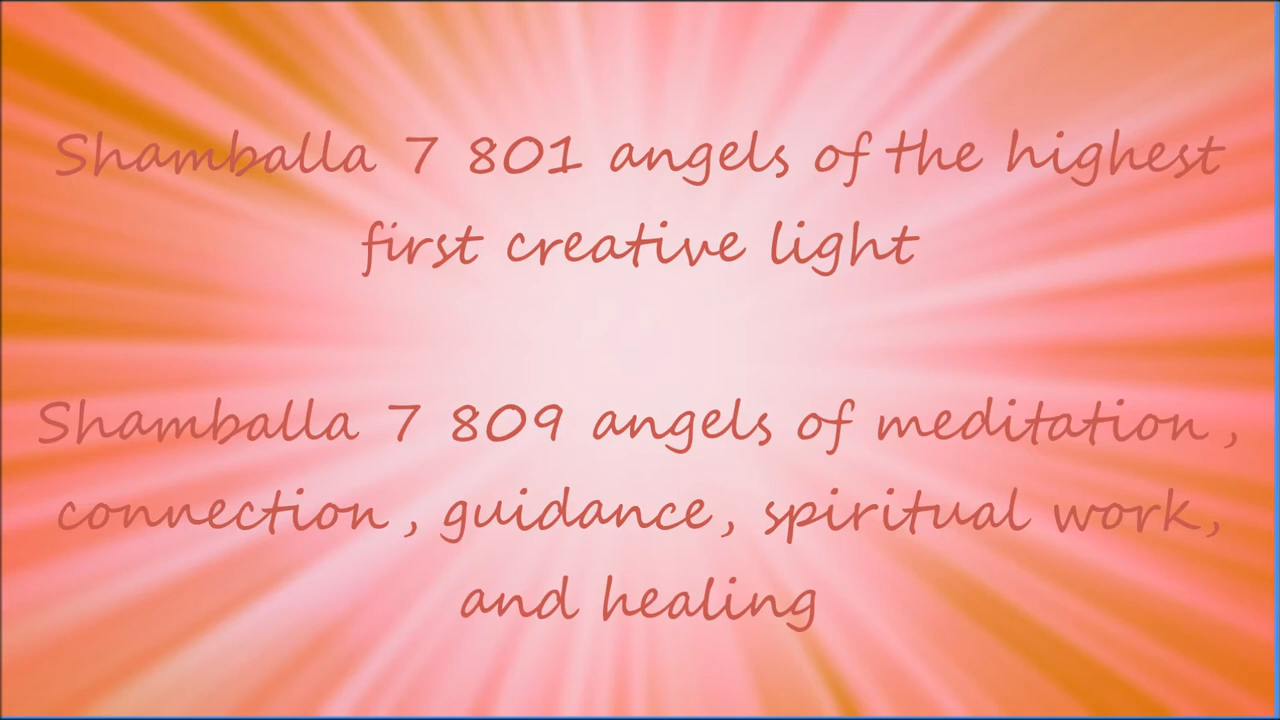 Shamballa 7 801 angels of the highest
first creative light
Shamballa 7 809 angels of meditation,
connection, guidance, spiritual work,
and healing